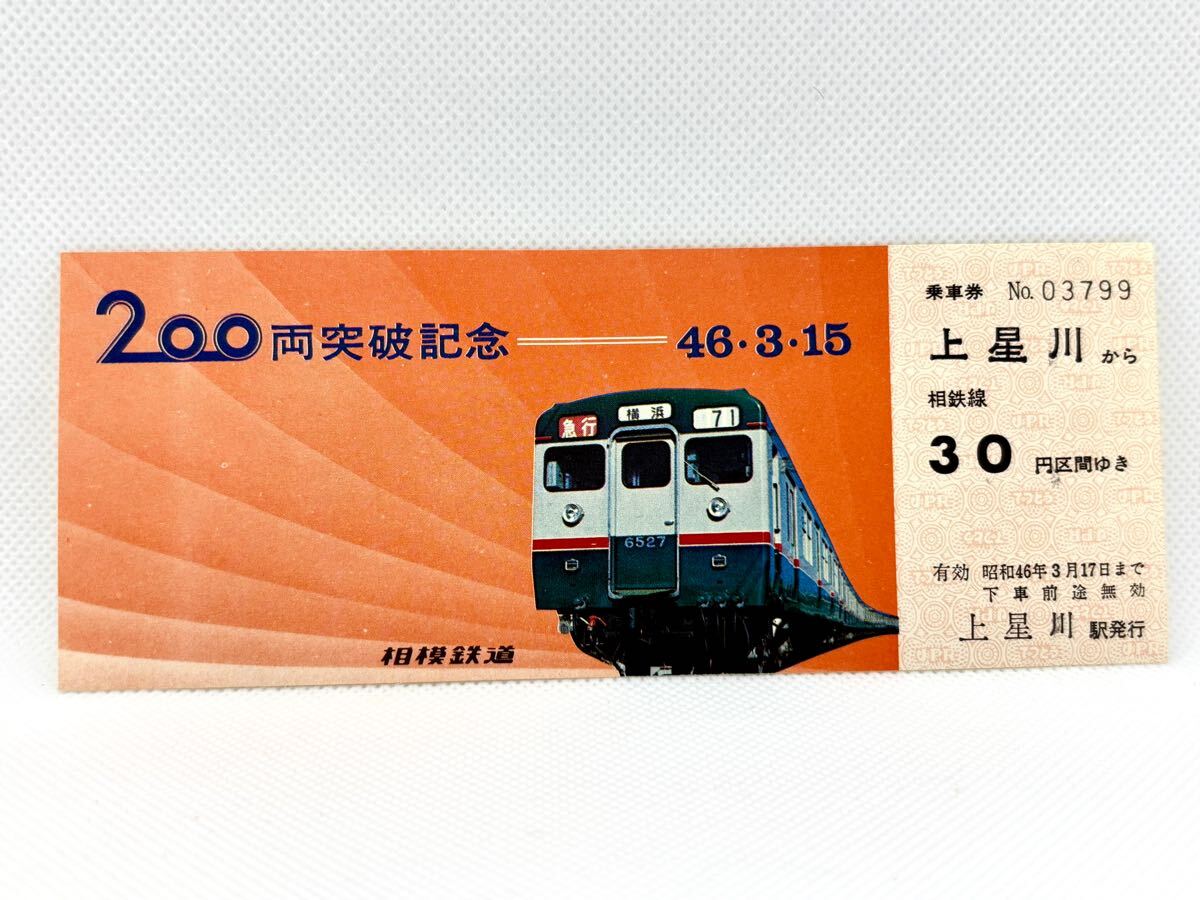 200両突破記念 46・3・15
急行 横浜 71
6527
相模鉄道
乗車券 No. 03799
上星川から
相鉄線
30 円区間ゆき
有効 昭和46年3月17日まで
下車前途無効
上星川 駅発行